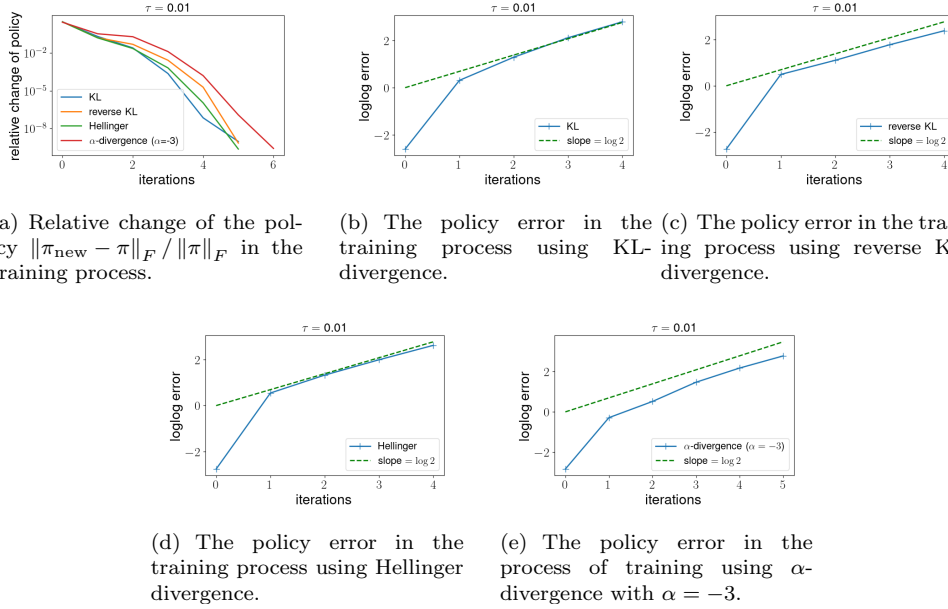 τ = 0.01
relative change of policy
10⁻²
10⁻⁵
10⁻⁸
KL
reverse KL
Hellinger
α-divergence (α=-3)
0 2 4 6
iterations
τ = 0.01
loglog error
2
0
−2
KL
slope = log 2
0 1 2 3 4
iterations
τ = 0.01
loglog error
2
0
−2
reverse KL
slope = log 2
0 1 2 3 4
iterations
a) Relative change of the pol-
cy ‖π_new − π‖_F / ‖π‖_F in the
raining process.
(b) The policy error in the
training process using KL-
divergence.
(c) The policy error in the tra
ing process using reverse K
divergence.
τ = 0.01
loglog error
2
0
−2
Hellinger
slope = log 2
0 1 2 3 4
iterations
τ = 0.01
loglog error
2
0
−2
α-divergence (α = −3)
slope = log 2
0 1 2 3 4 5
iterations
(d) The policy error in the
training process using Hellinger
divergence.
(e) The policy error in the
process of training using α-
divergence with α = −3.